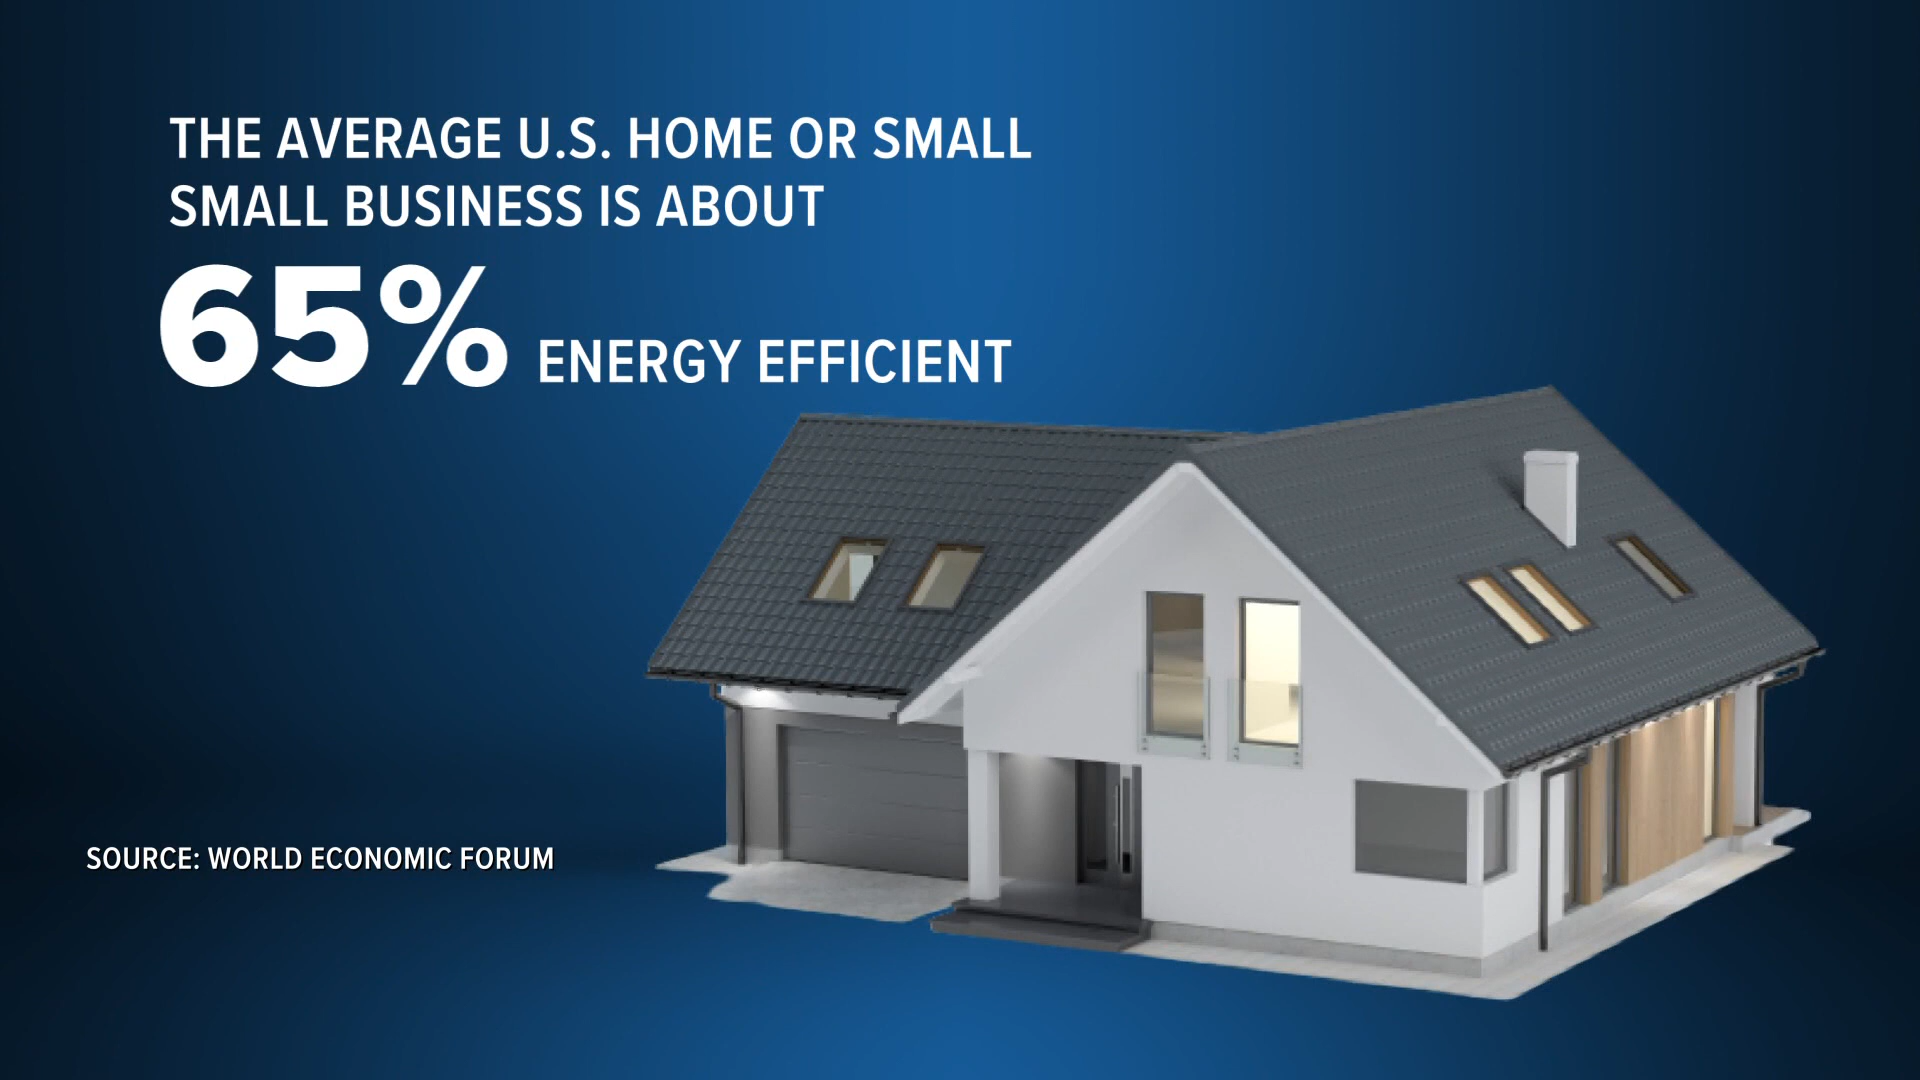 THE AVERAGE U.S. HOME OR SMALL
SMALL BUSINESS IS ABOUT
65% ENERGY EFFICIENT
SOURCE: WORLD ECONOMIC FORUM